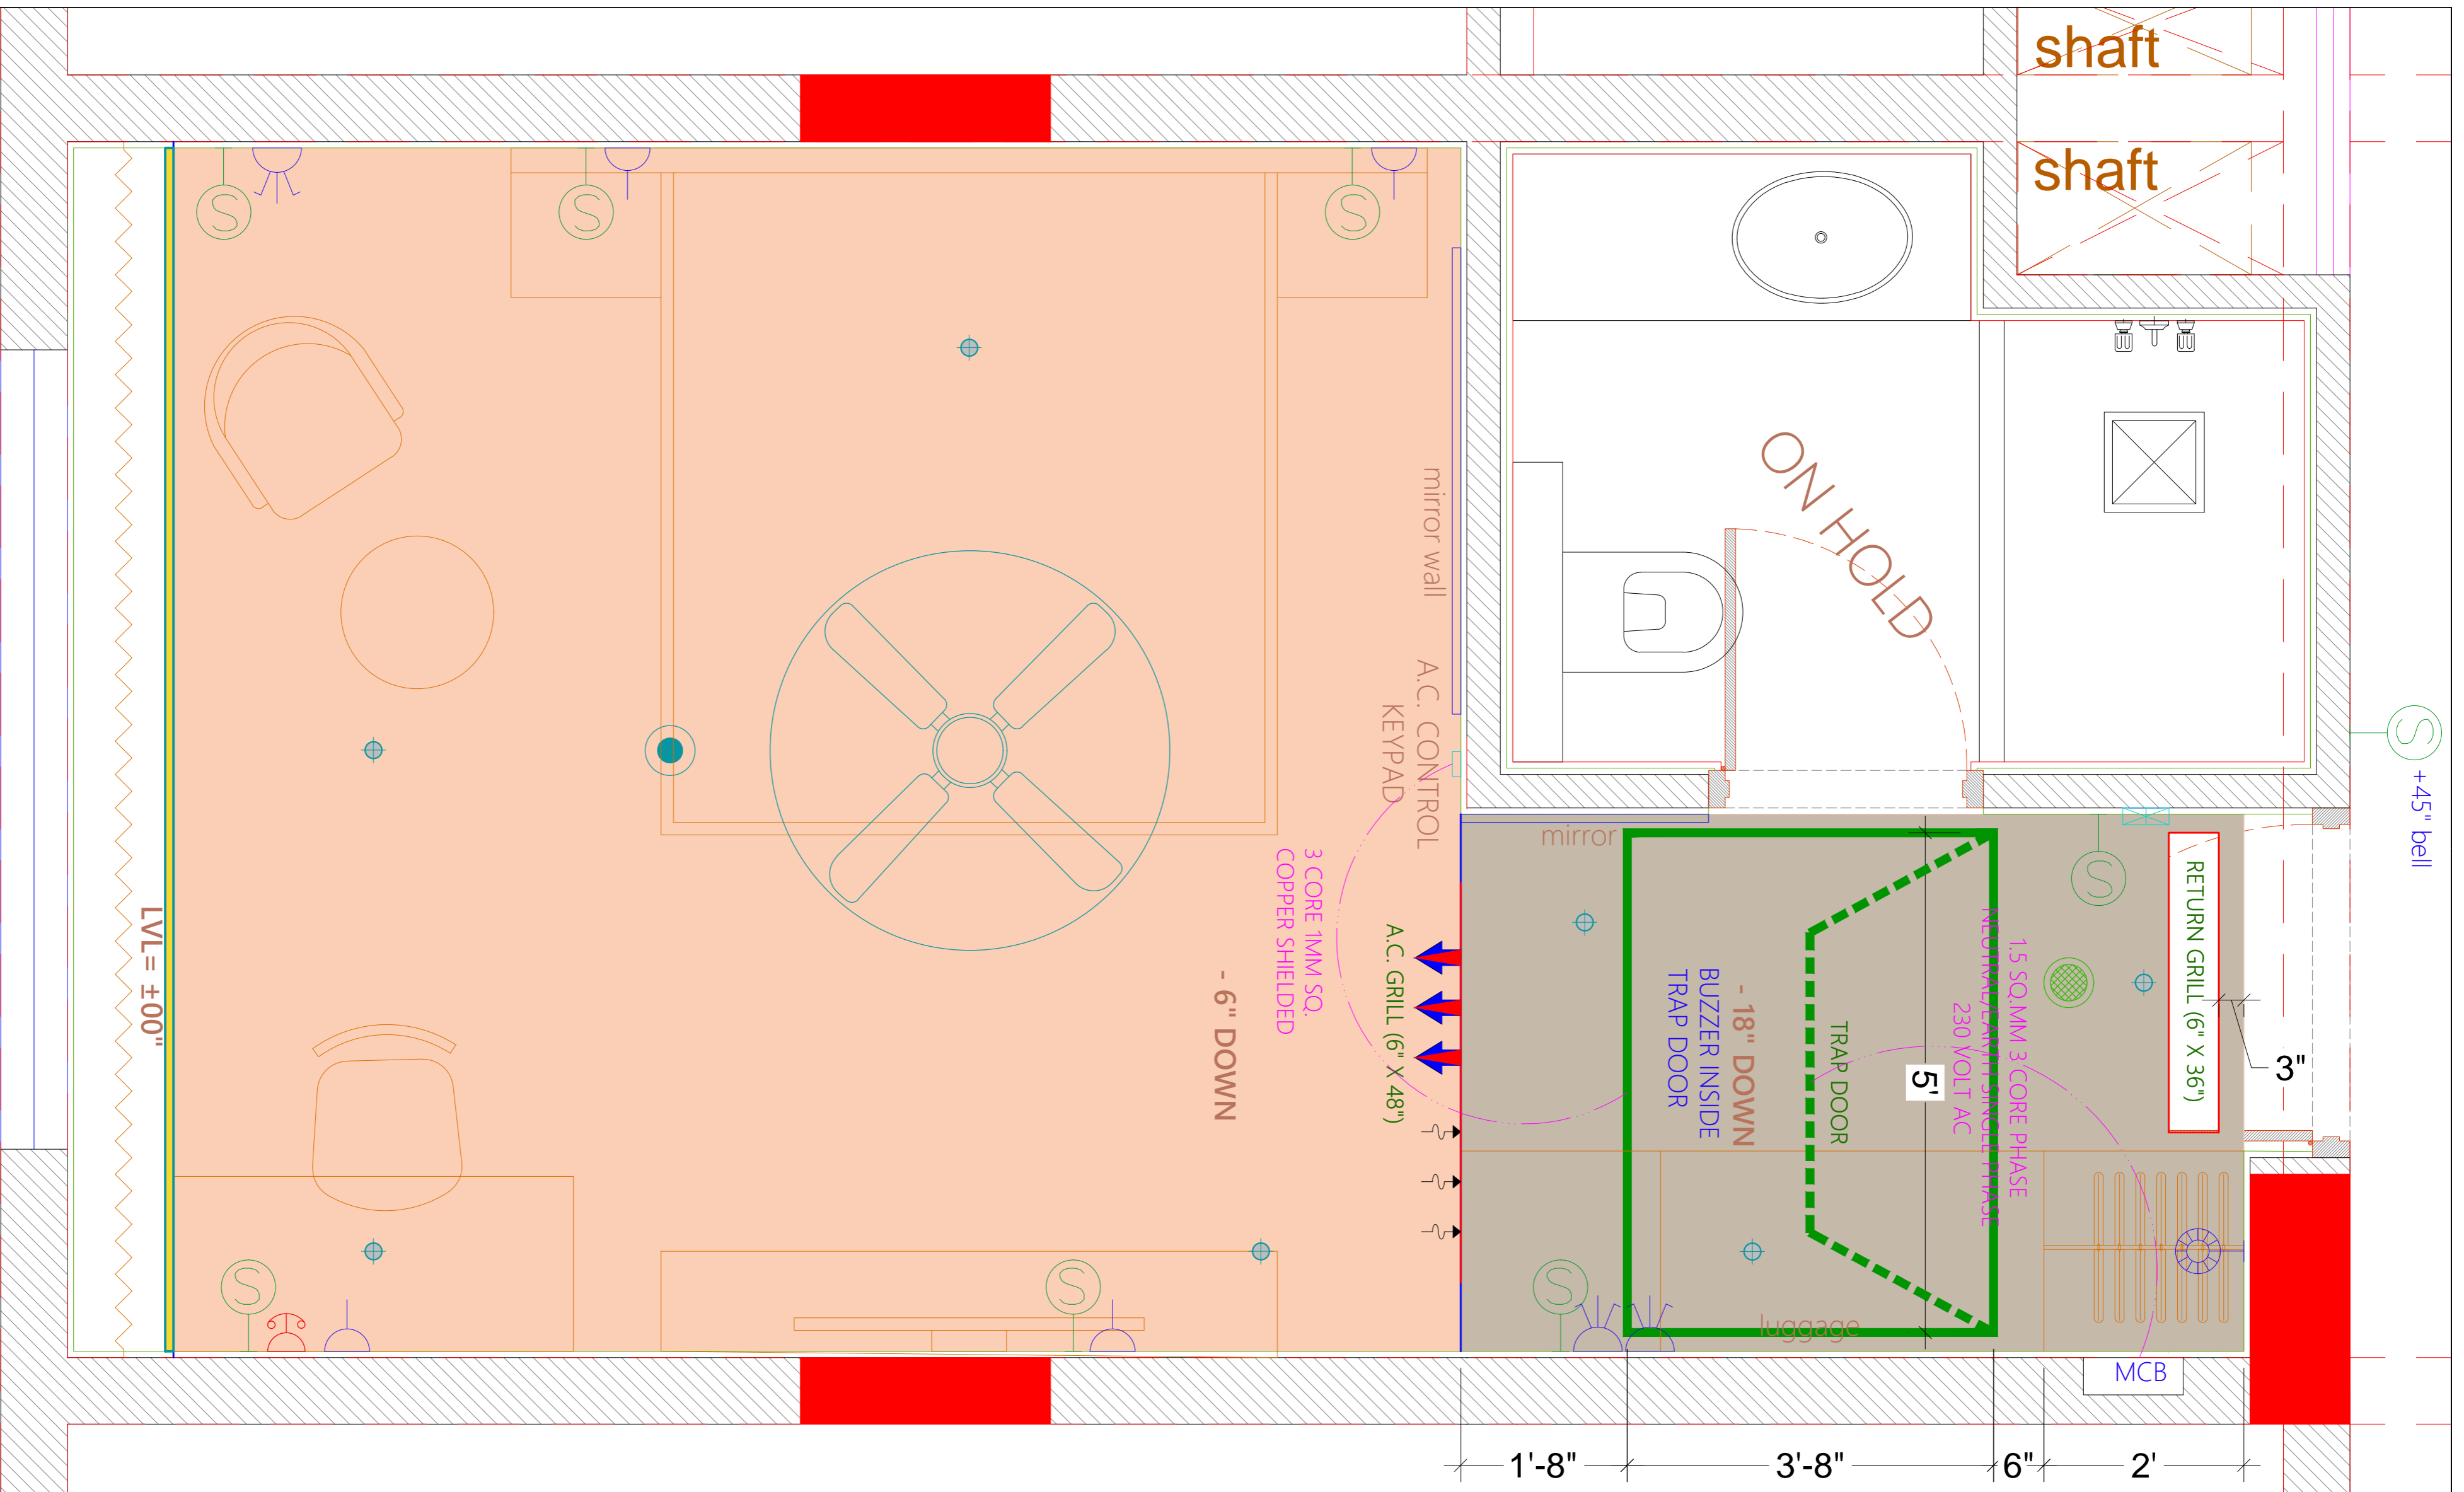 shaft
shaft
ON HOLD
mirror wall
A.C. CONTROL
KEYPAD
+45" bell
mirror
3 CORE 1MM SQ.
COPPER SHIELDED
A.C. GRILL (6" X 48")
- 6" DOWN
LVL= ±00"
BUZZER INSIDE
TRAP DOOR
- 18" DOWN
TRAP DOOR
5'
1.5 SQ.MM 3 CORE PHASE
NEUTRAL/EARTH SINGLE PHASE
230 VOLT AC
RETURN GRILL (6" X 36")
3"
luggage
MCB
1'-8"
3'-8"
6"
2'
S
S
S
S
S
S
S
S